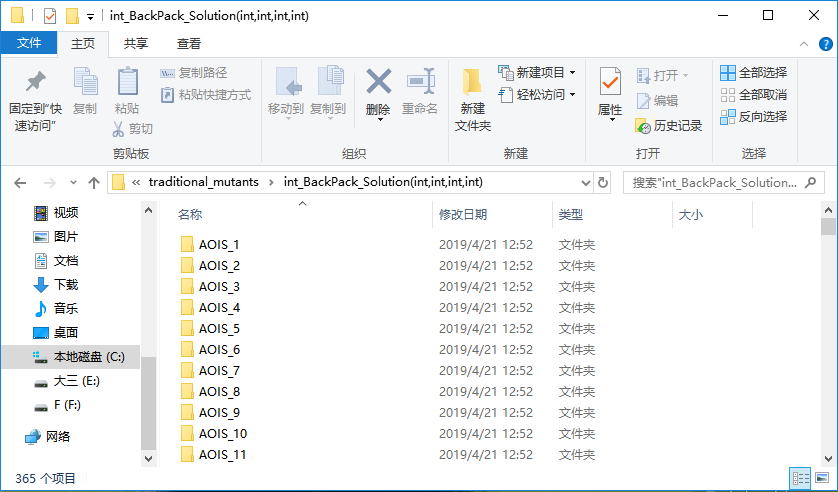 int_BackPack_Solution(int,int,int,int)
文件 主页 共享 查看
固定到"快速访问"
复制
粘贴
复制路径
粘贴快捷方式
剪切
剪贴板
移动到
复制到
删除
重命名
组织
新建
文件夹
新建项目
轻松访问
新建
属性
打开
编辑
历史记录
打开
全部选择
全部取消
反向选择
选择
« traditional_mutants > int_BackPack_Solution(int,int,int,int)
搜索"int_BackPack_Solution...
视频
图片
文档
下载
音乐
桌面
本地磁盘 (C:)
大三 (E:)
F (F:)
网络
名称 修改日期 类型 大小
AOIS_1 2019/4/21 12:52 文件夹
AOIS_2 2019/4/21 12:52 文件夹
AOIS_3 2019/4/21 12:52 文件夹
AOIS_4 2019/4/21 12:52 文件夹
AOIS_5 2019/4/21 12:52 文件夹
AOIS_6 2019/4/21 12:52 文件夹
AOIS_7 2019/4/21 12:52 文件夹
AOIS_8 2019/4/21 12:52 文件夹
AOIS_9 2019/4/21 12:52 文件夹
AOIS_10 2019/4/21 12:52 文件夹
AOIS_11 2019/4/21 12:52 文件夹
365 个项目